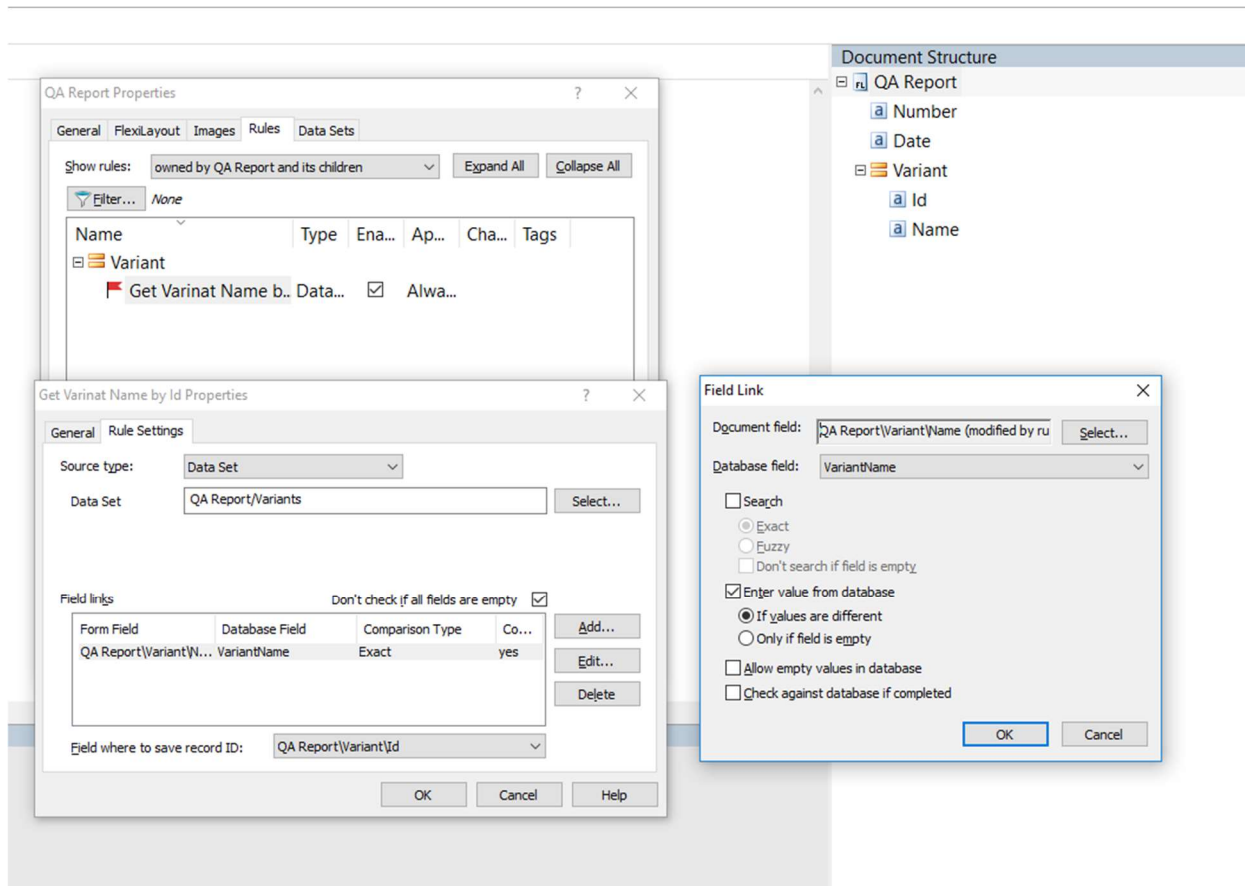 Document Structure
QA Report
Number
Date
Variant
Id
Name
QA Report Properties ?
General FlexiLayout Images Rules Data Sets
Show rules: owned by QA Report and its children Expand All Collapse All
Filter... None
Name Type Ena... Ap... Cha... Tags
Variant
Get Varinat Name b.. Data... Alwa...
Get Varinat Name by Id Properties ?
General Rule Settings
Source type: Data Set
Data Set QA Report/Variants Select...
Field links Don't check if all fields are empty
Form Field Database Field Comparison Type Co...
QA Report\Variant\N... VariantName Exact yes
Add...
Edit...
Delete
Field where to save record ID: QA Report\Variant\Id
OK Cancel Help
Field Link
Document field: QA Report\Variant\Name (modified by ru Select...
Database field: VariantName
Search
Exact
Fuzzy
Don't search if field is empty
Enter value from database
If values are different
Only if field is empty
Allow empty values in database
Check against database if completed
OK Cancel